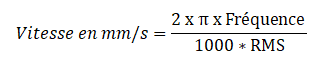 Vitesse en mm/s = 2 x π x Fréquence / 1000 * RMS